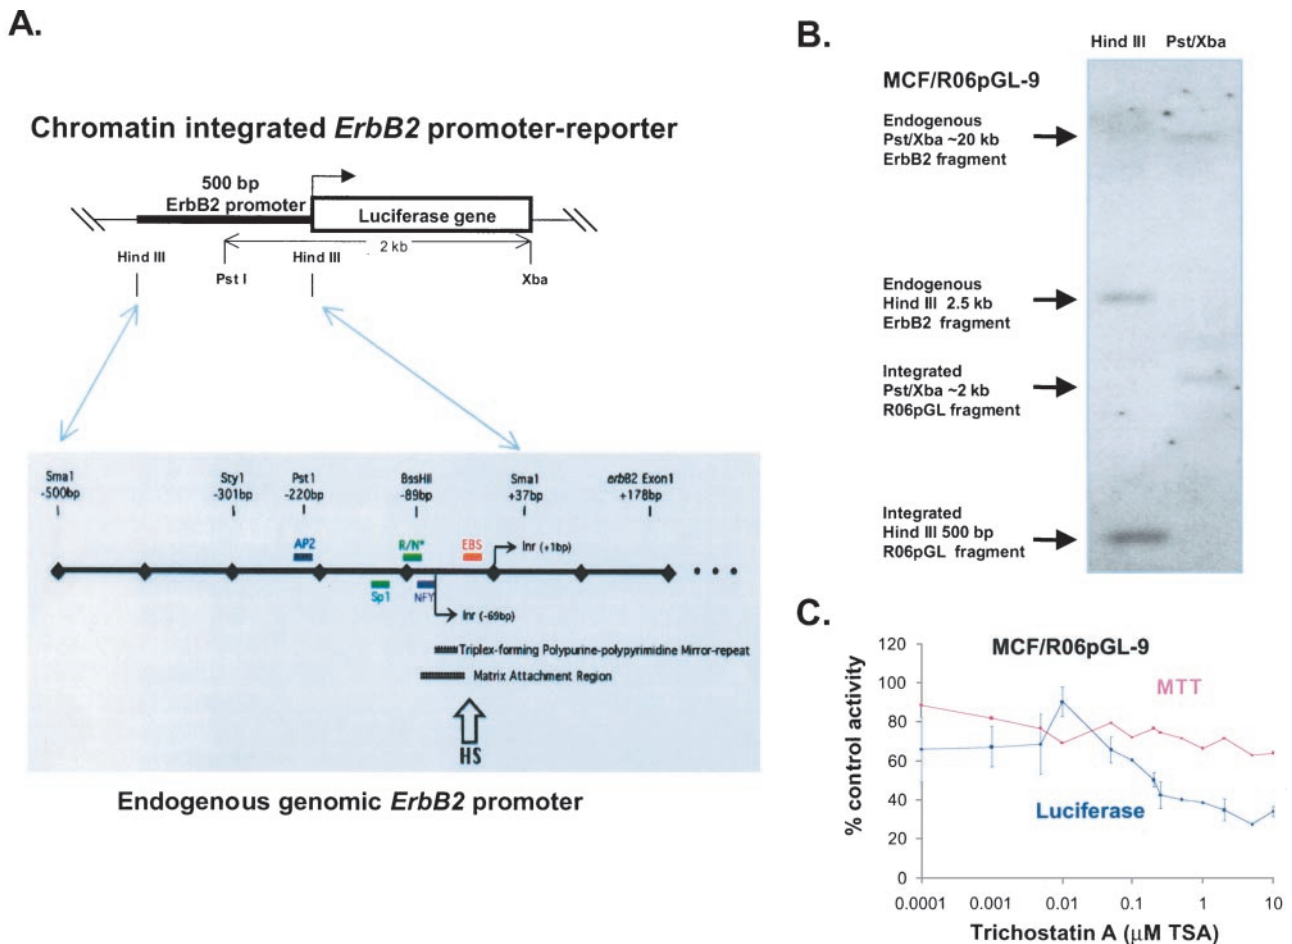 A.
Chromatin integrated ErbB2 promoter-reporter
500 bp
ErbB2 promoter
Luciferase gene
2 kb
Hind III
Pst I
Hind III
Xba
Sma1
-500bp
Sty1
-301bp
Pst1
-220bp
BssHII
-89bp
Sma1
+37bp
erbB2 Exon1
+178bp
AP2
R/N*
EBS
Inr (+1bp)
Sp1
NFY
Inr (-69bp)
Triplex-forming Polypurine-polypyrimidine Mirror-repeat
Matrix Attachment Region
HS
Endogenous genomic ErbB2 promoter
B.
Hind III Pst/Xba
MCF/R06pGL-9
Endogenous
Pst/Xba ~20 kb
ErbB2 fragment
Endogenous
Hind III 2.5 kb
ErbB2 fragment
Integrated
Pst/Xba ~2 kb
R06pGL fragment
Integrated
Hind III 500 bp
R06pGL fragment
C.
MCF/R06pGL-9
MTT
Luciferase
% control activity
120
100
80
60
40
20
0
0.0001 0.001 0.01 0.1 1 10
Trichostatin A (μM TSA)